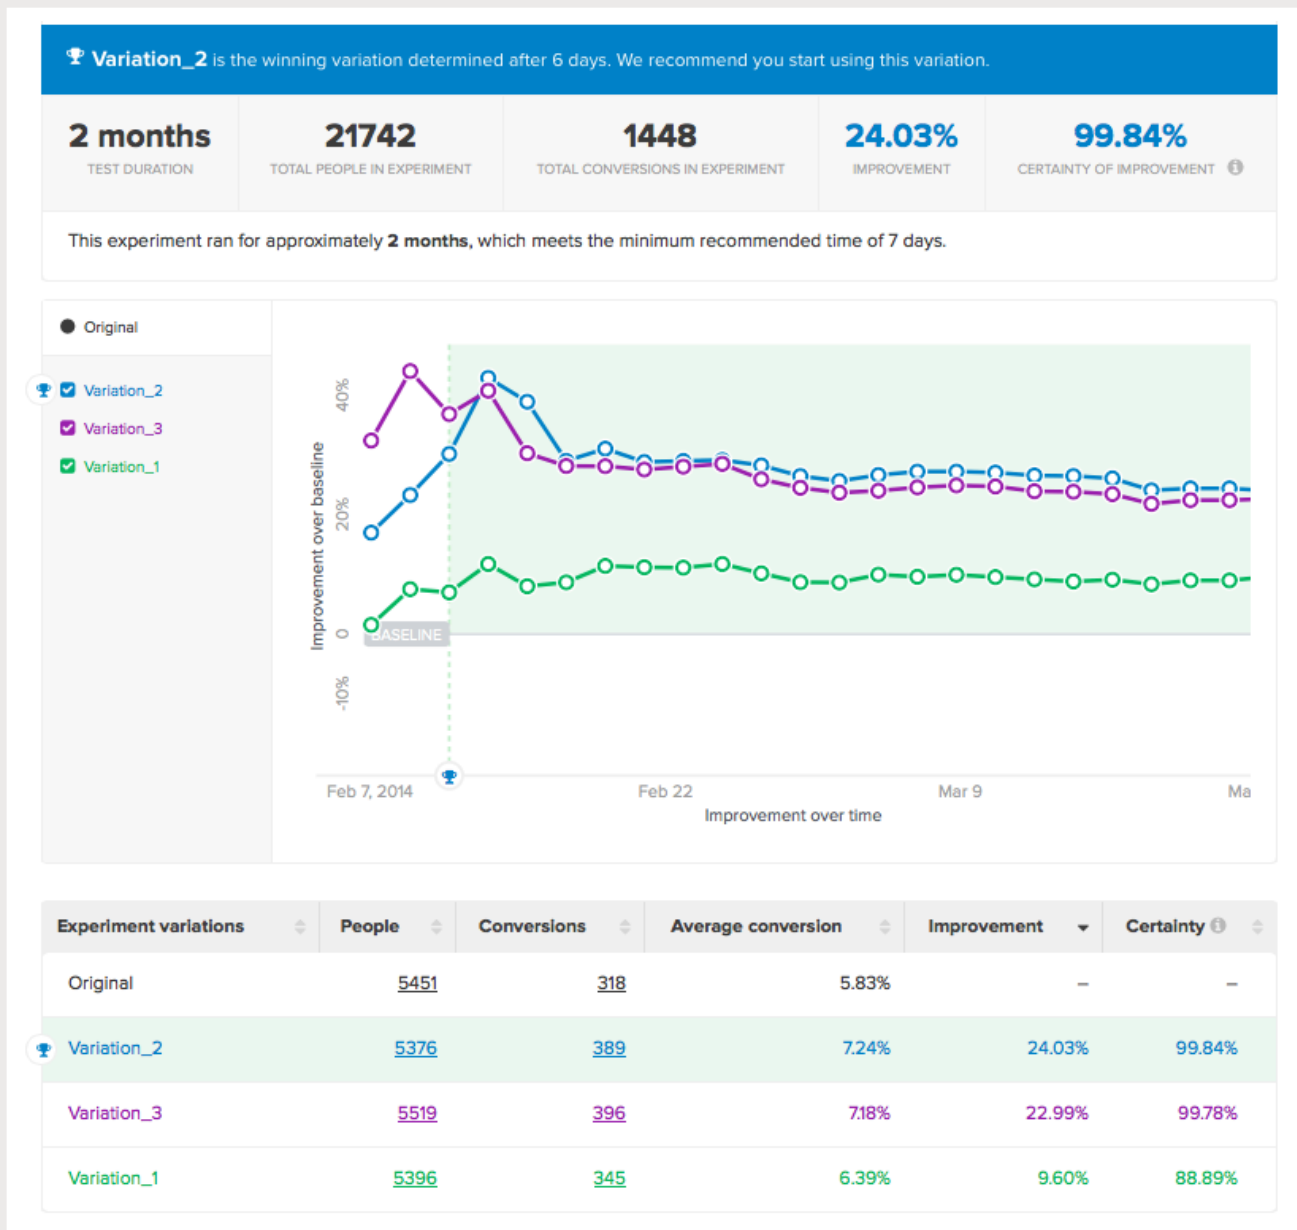 Variation_2 is the winning variation determined after 6 days. We recommend you start using this variation.
2 months
TEST DURATION
21742
TOTAL PEOPLE IN EXPERIMENT
1448
TOTAL CONVERSIONS IN EXPERIMENT
24.03%
IMPROVEMENT
99.84%
CERTAINTY OF IMPROVEMENT i
This experiment ran for approximately 2 months, which meets the minimum recommended time of 7 days.
Original
Variation_2
Variation_3
Variation_1
Improvement over baseline
40%
20%
0
-10%
BASELINE
Feb 7, 2014
Feb 22
Mar 9
Ma
Improvement over time
Experiment variations People Conversions Average conversion Improvement Certainty i
Original 5451 318 5.83% – –
Variation_2 5376 389 7.24% 24.03% 99.84%
Variation_3 5519 396 7.18% 22.99% 99.78%
Variation_1 5396 345 6.39% 9.60% 88.89%